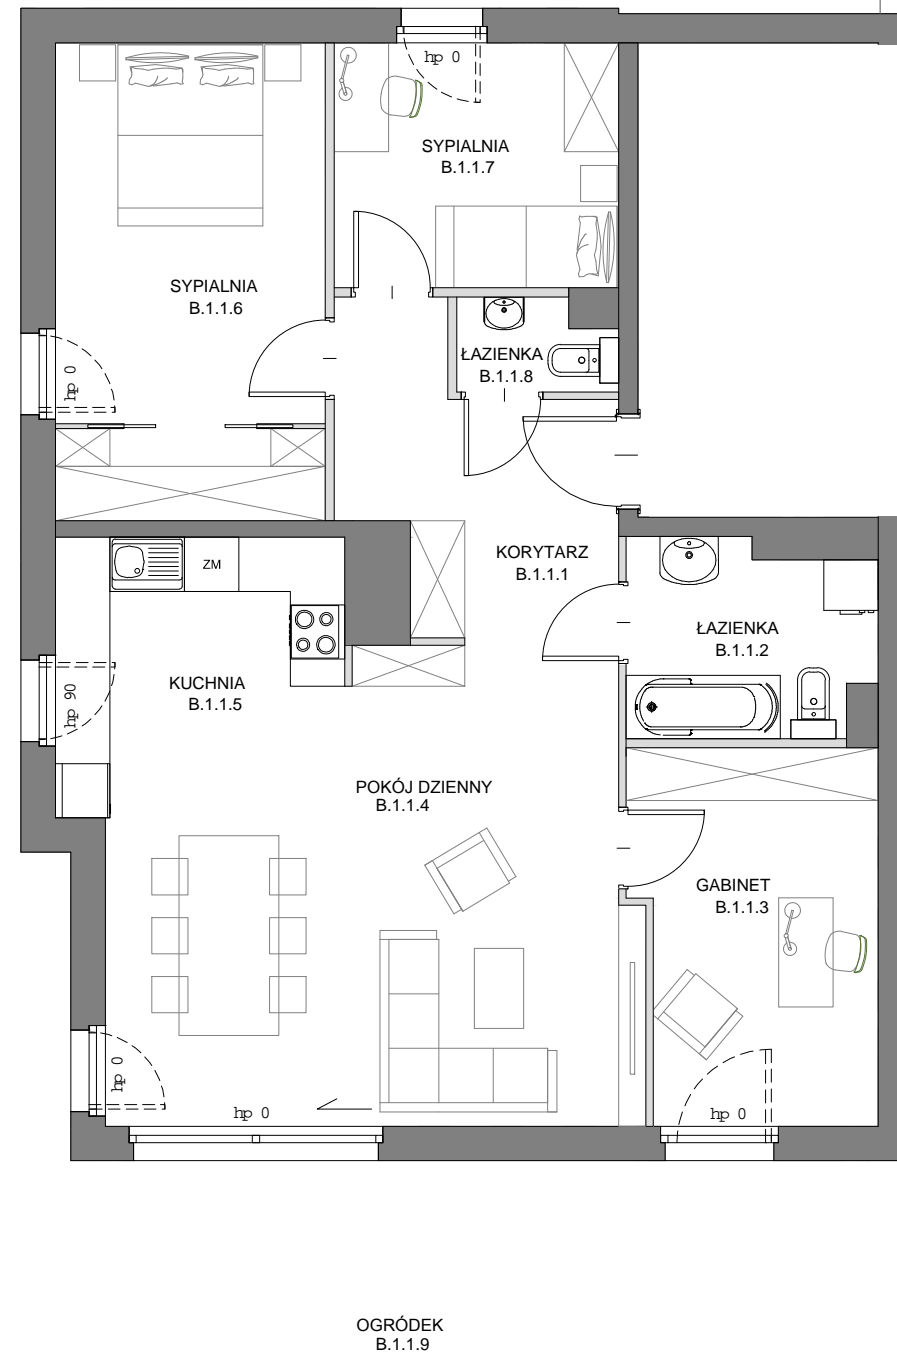 hp 0
SYPIALNIA
B.1.1.7
SYPIALNIA
B.1.1.6
ŁAZIENKA
B.1.1.8
hp 0
KORYTARZ
B.1.1.1
ZM
ŁAZIENKA
B.1.1.2
KUCHNIA
B.1.1.5
hp 90
POKÓJ DZIENNY
B.1.1.4
GABINET
B.1.1.3
hp 0
hp 0
hp 0
OGRÓDEK
B.1.1.9